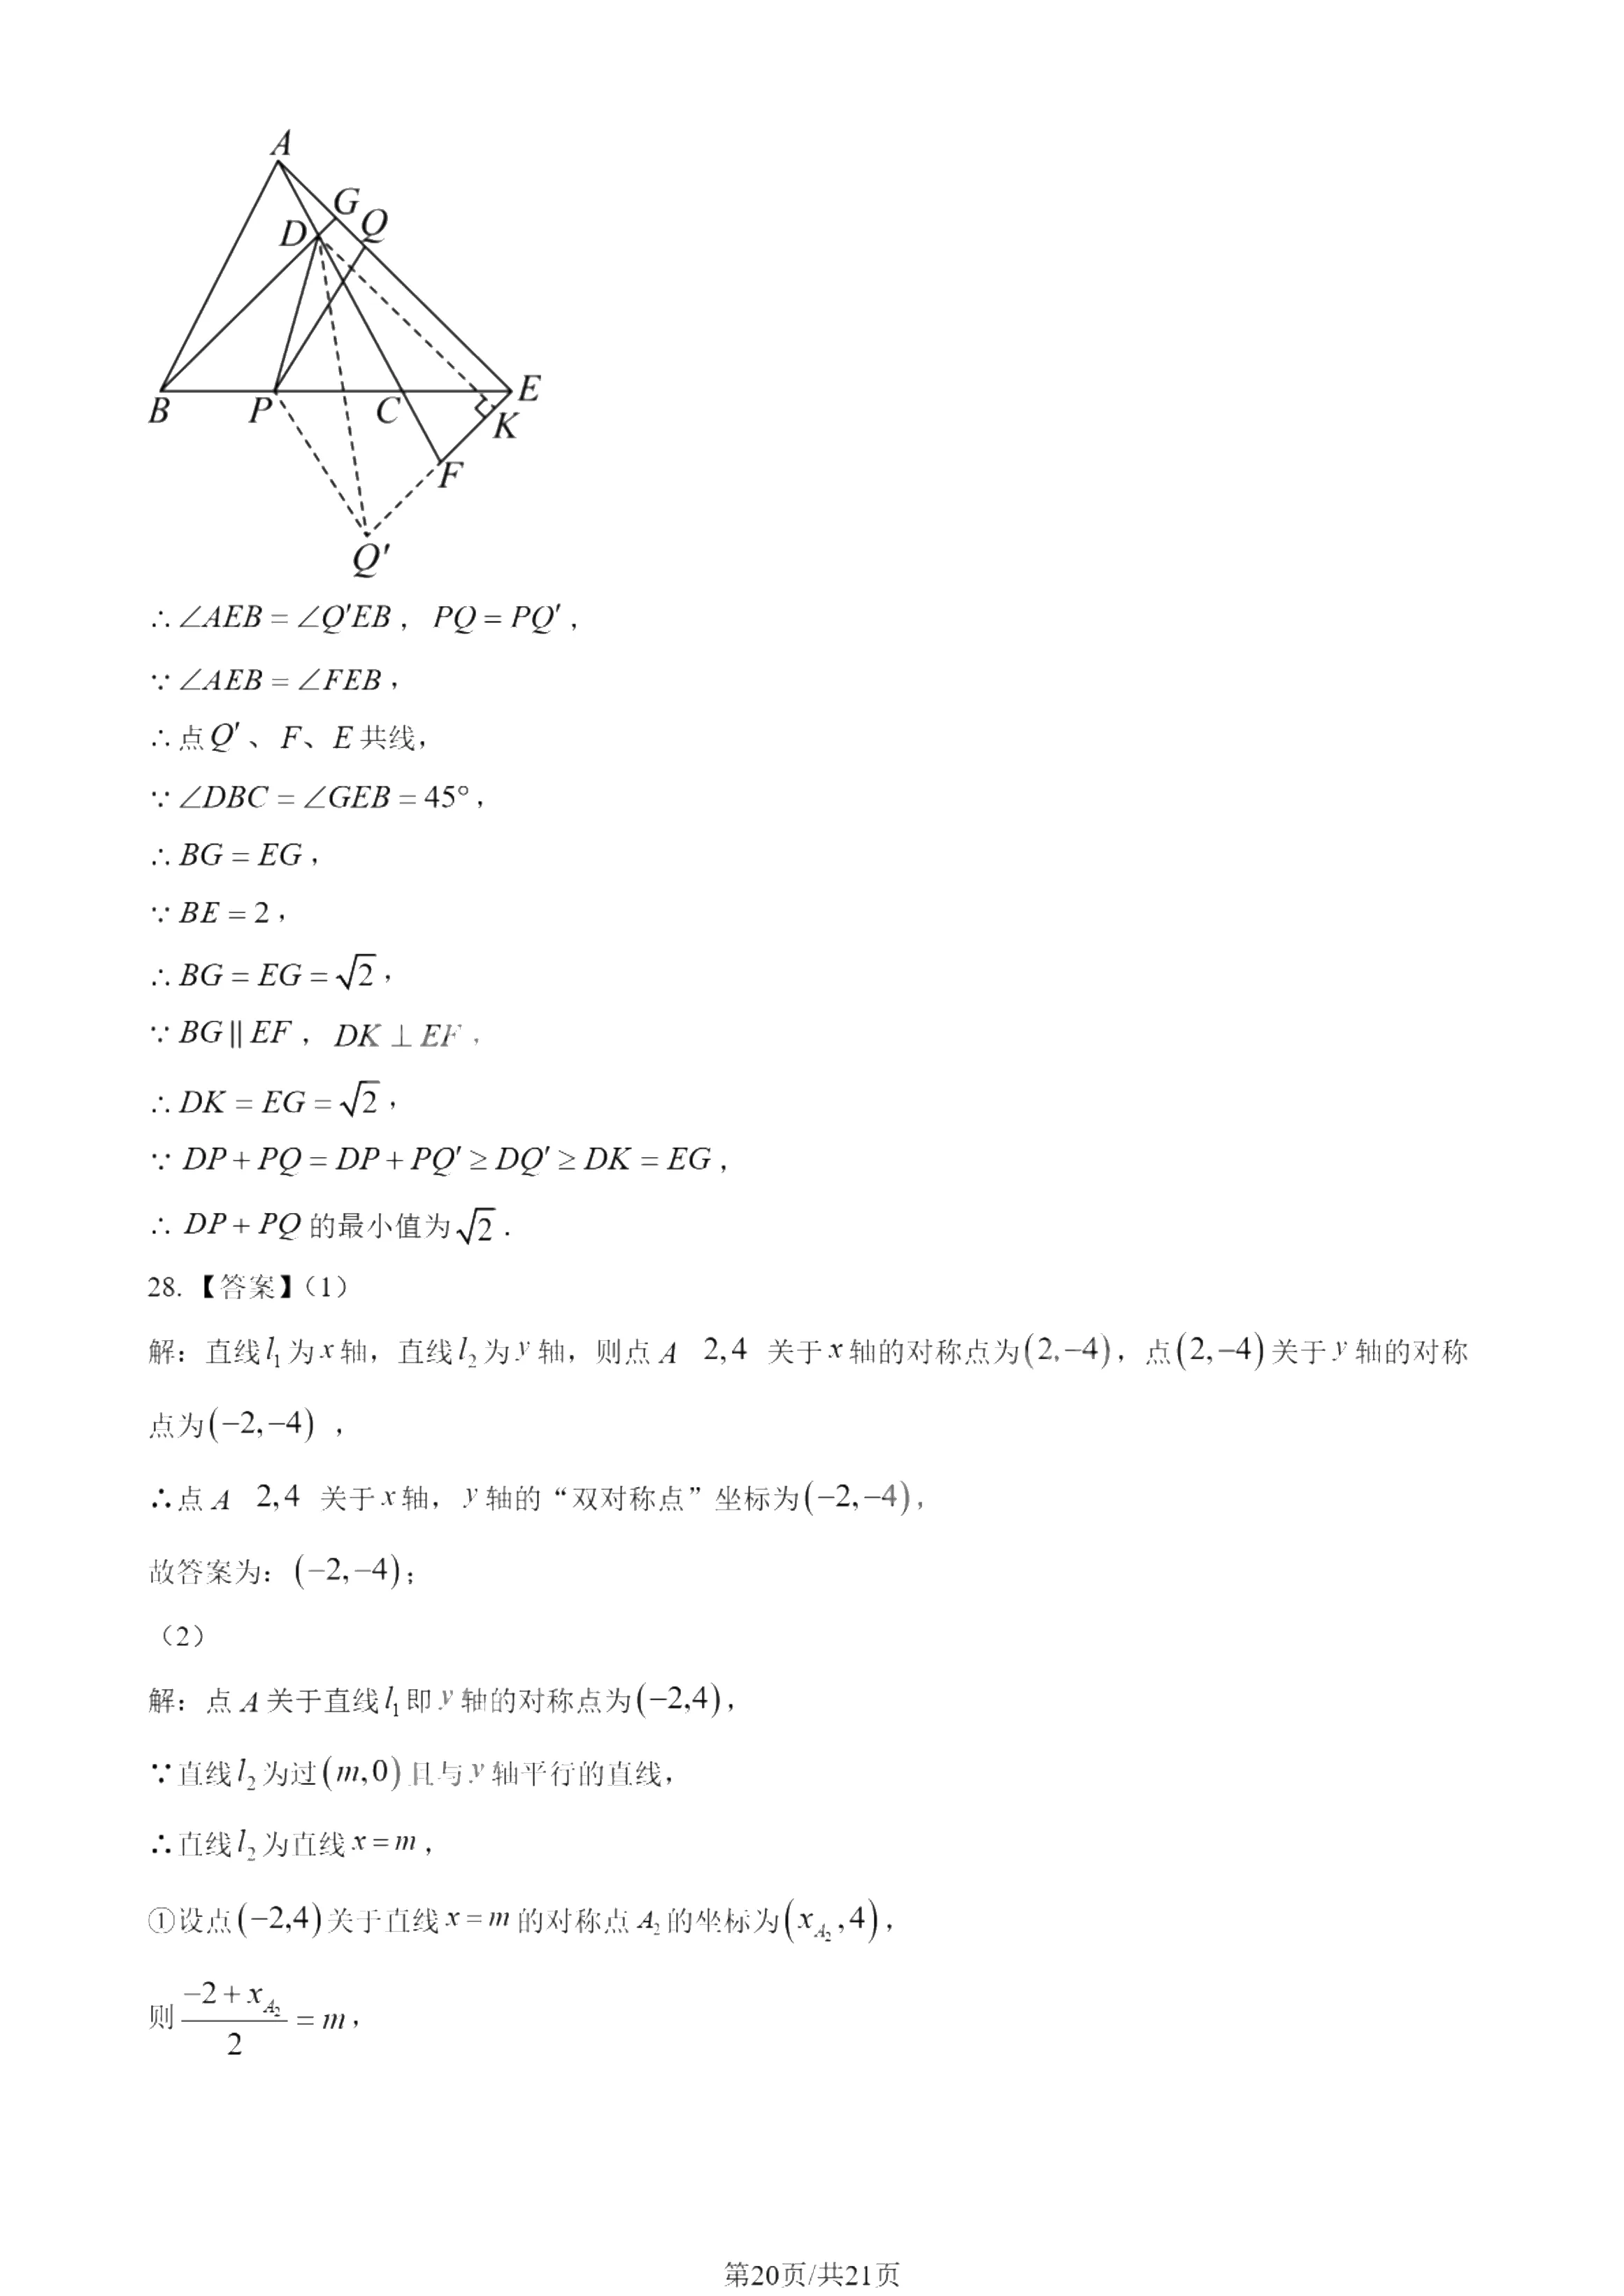 A
G
Q
D
B
P
C
E
K
F
Q′
∴∠AEB = ∠Q′EB，PQ = PQ′，
∵∠AEB = ∠FEB，
∴点Q′、F、E共线，
∵∠DBC = ∠GEB = 45°，
∴BG = EG，
∵BE = 2，
∴BG = EG = √2，
∵BG∥EF，DK⊥EF，
∴DK = EG = √2，
∵DP + PQ = DP + PQ′ ≥ DQ′ ≥ DK = EG，
∴DP + PQ的最小值为√2．
28. 【答案】（1）
解：直线l₁为x轴，直线l₂为y轴，则点A 2,4 关于x轴的对称点为(2,−4)，点(2,−4)关于y轴的对称
点为(−2,−4)，
∴点A 2,4 关于x轴，y轴的“双对称点”坐标为(−2,−4)，
故答案为：(−2,−4)；
（2）
解：点A关于直线l₁即y轴的对称点为(−2,4)，
∵直线l₂为过(m,0)且与y轴平行的直线，
∴直线l₂为直线x = m，
①设点(−2,4)关于直线x = m的对称点A₂的坐标为(x_{A₂},4)，
则(−2 + x_{A₂})/2 = m，
第20页/共21页